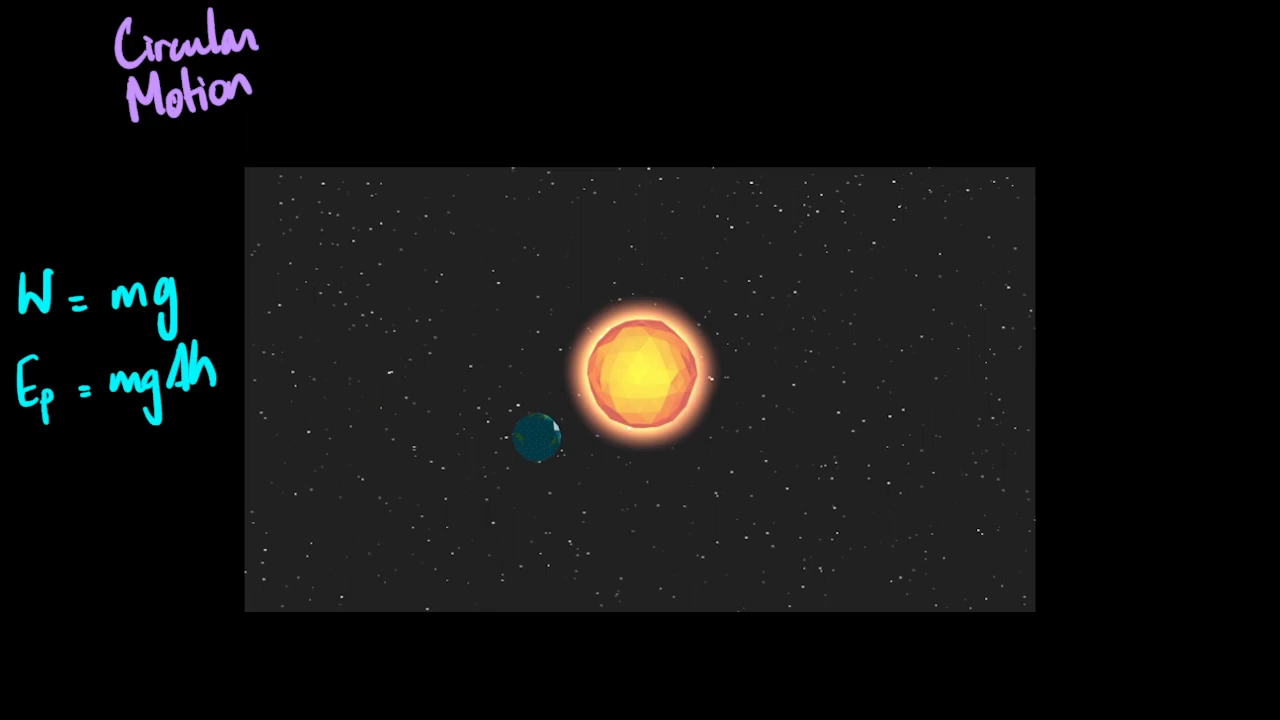 Circular
Motion
W = mg
Ep = mgΔh